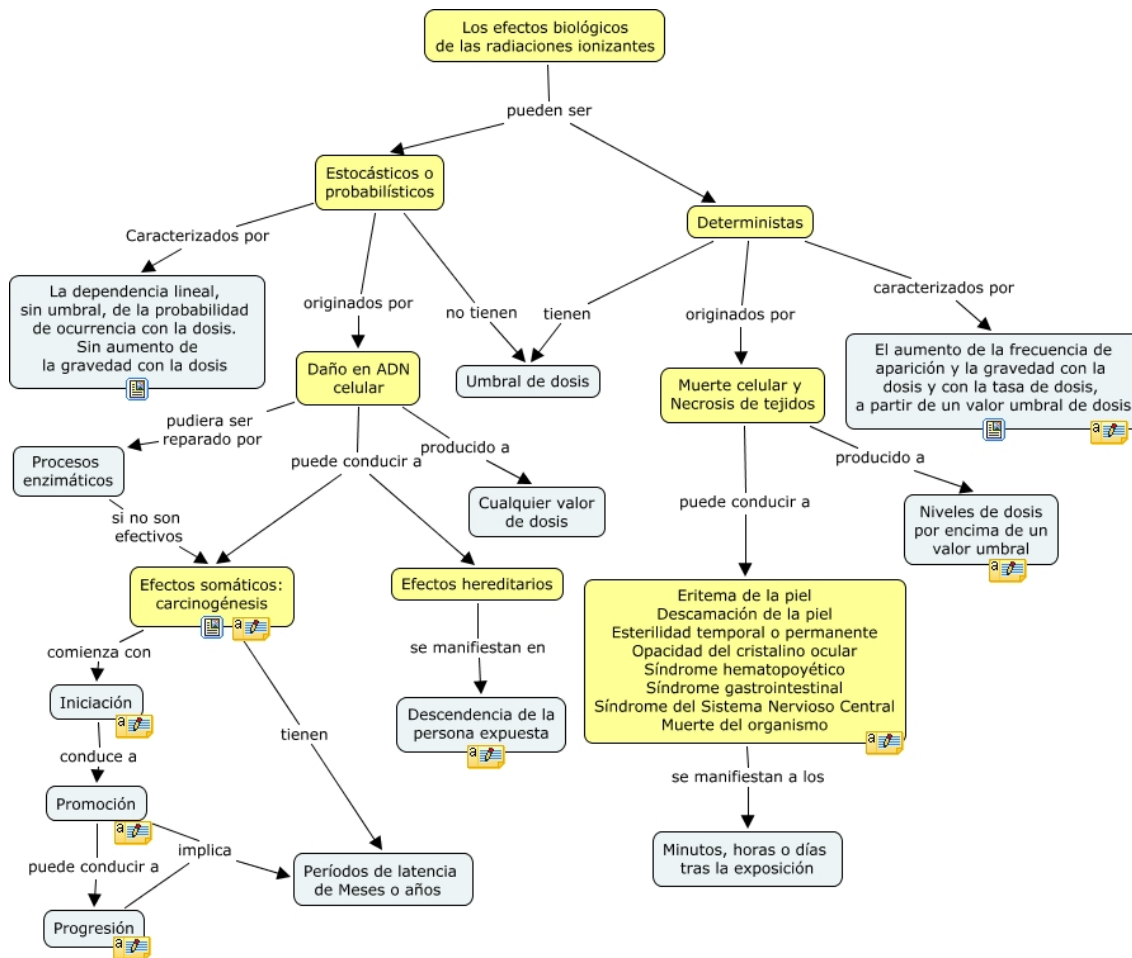 Los efectos biológicos
de las radiaciones ionizantes
pueden ser
Estocásticos o
probabilísticos
Deterministas
Caracterizados por
La dependencia lineal,
sin umbral, de la probabilidad
de ocurrencia con la dosis.
Sin aumento de
la gravedad con la dosis
originados por
no tienen
tienen
Umbral de dosis
originados por
caracterizados por
El aumento de la frecuencia de
aparición y la gravedad con la
dosis y con la tasa de dosis,
a partir de un valor umbral de dosis
a
Daño en ADN
celular
Muerte celular y
Necrosis de tejidos
pudiera ser
reparado por
Procesos
enzimáticos
si no son
efectivos
puede conducir a
producido a
Cualquier valor
de dosis
puede conducir a
producido a
Niveles de dosis
por encima de un
valor umbral
a
Efectos somáticos:
carcinogénesis
a
Efectos hereditarios
se manifiestan en
Descendencia de la
persona expuesta
a
Eritema de la piel
Descamación de la piel
Esterilidad temporal o permanente
Opacidad del cristalino ocular
Síndrome hematopoyético
Síndrome gastrointestinal
Síndrome del Sistema Nervioso Central
Muerte del organismo
a
se manifiestan a los
Minutos, horas o días
tras la exposición
comienza con
Iniciación
a
conduce a
Promoción
a
puede conducir a
Progresión
a
implica
tienen
Períodos de latencia
de Meses o años